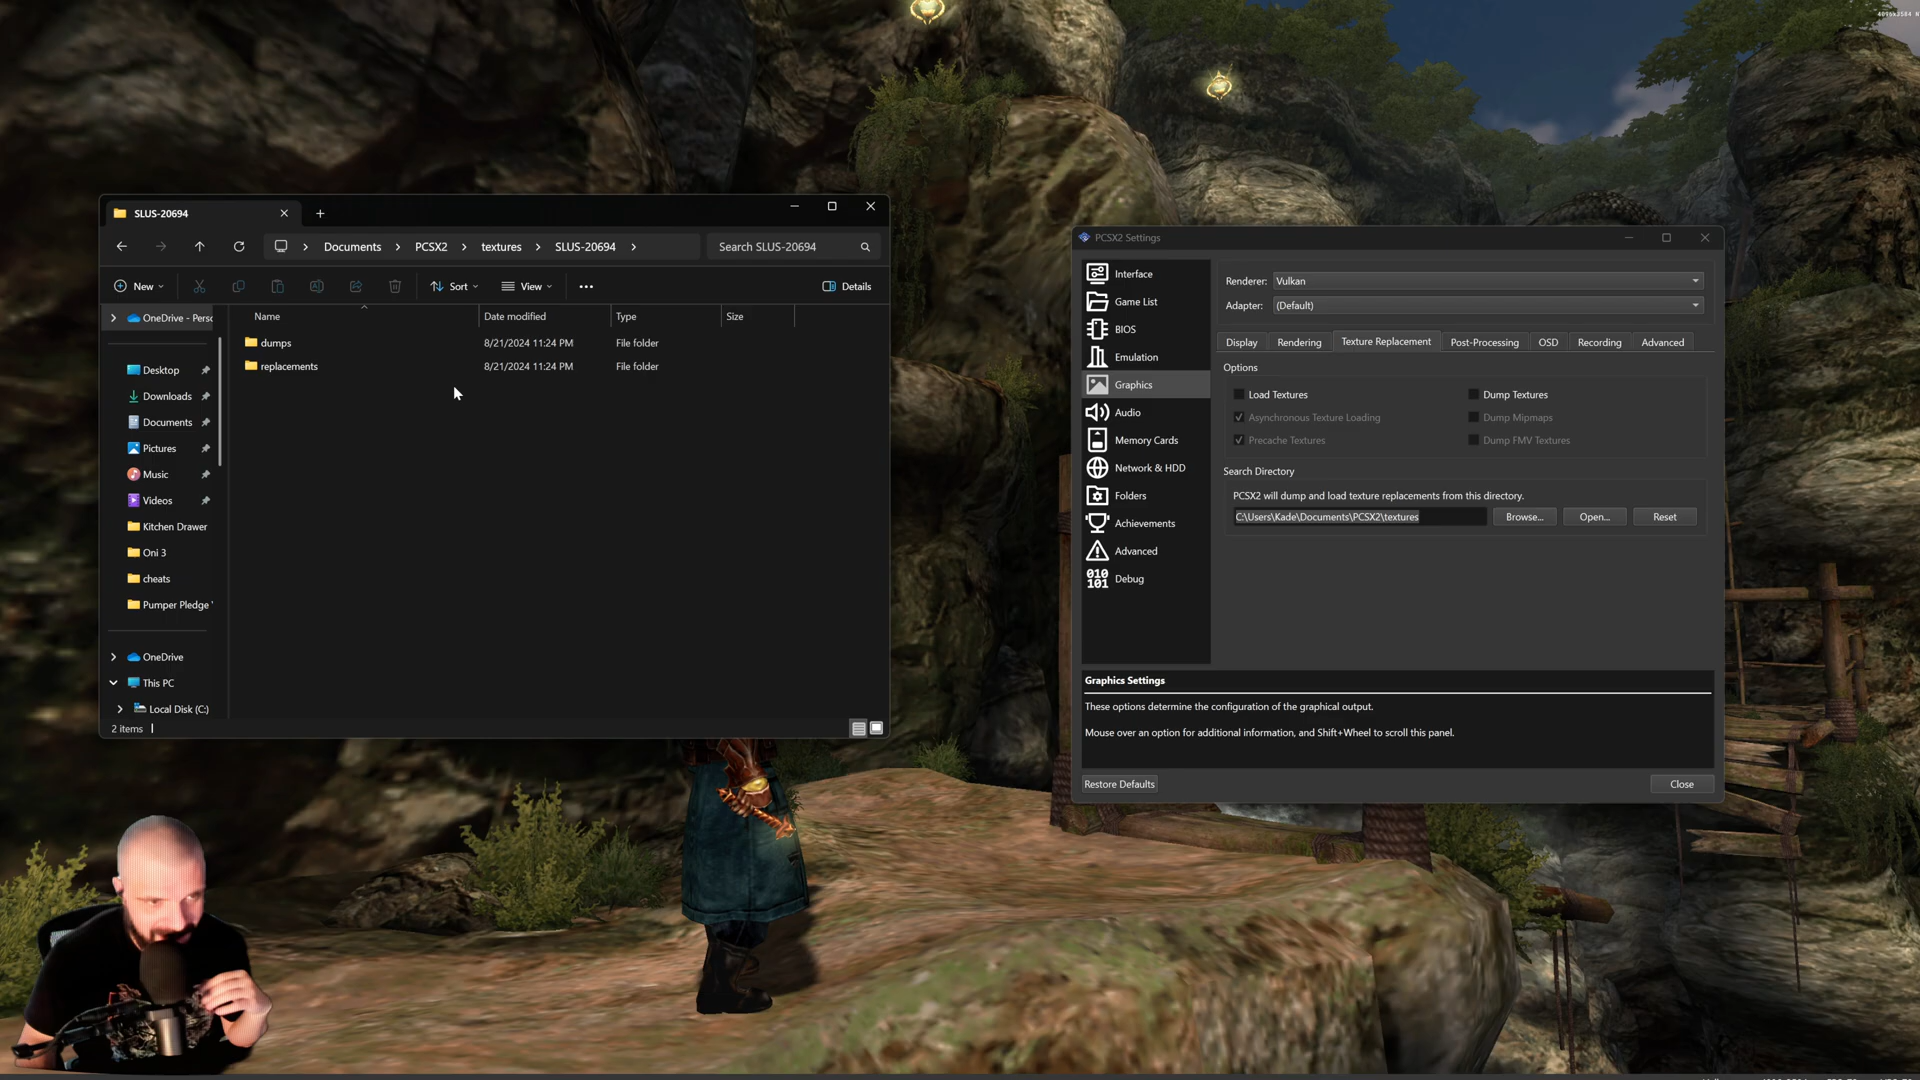 SLUS-20694
Documents
PCSX2
textures
SLUS-20694
Search SLUS-20694
New
Sort
View
Details
Name
Date modified
Type
Size
dumps
8/21/2024 11:24 PM
File folder
replacements
8/21/2024 11:24 PM
File folder
OneDrive - Perso
Desktop
Downloads
Documents
Pictures
Music
Videos
Kitchen Drawer
Oni 3
cheats
Pumper Pledge
OneDrive
This PC
Local Disk (C:)
2 items
PCSX2 Settings
Interface
Game List
BIOS
Emulation
Graphics
Audio
Memory Cards
Network & HDD
Folders
Achievements
Advanced
Debug
Renderer:
Vulkan
Adapter:
(Default)
Display
Rendering
Texture Replacement
Post-Processing
OSD
Recording
Advanced
Options
Load Textures
Dump Textures
Asynchronous Texture Loading
Dump Mipmaps
Precache Textures
Dump FMV Textures
Search Directory
PCSX2 will dump and load texture replacements from this directory.
C:\Users\Kade\Documents\PCSX2\textures
Browse...
Open...
Reset
Graphics Settings
These options determine the configuration of the graphical output.
Mouse over an option for additional information, and Shift+Wheel to scroll this panel.
Restore Defaults
Close